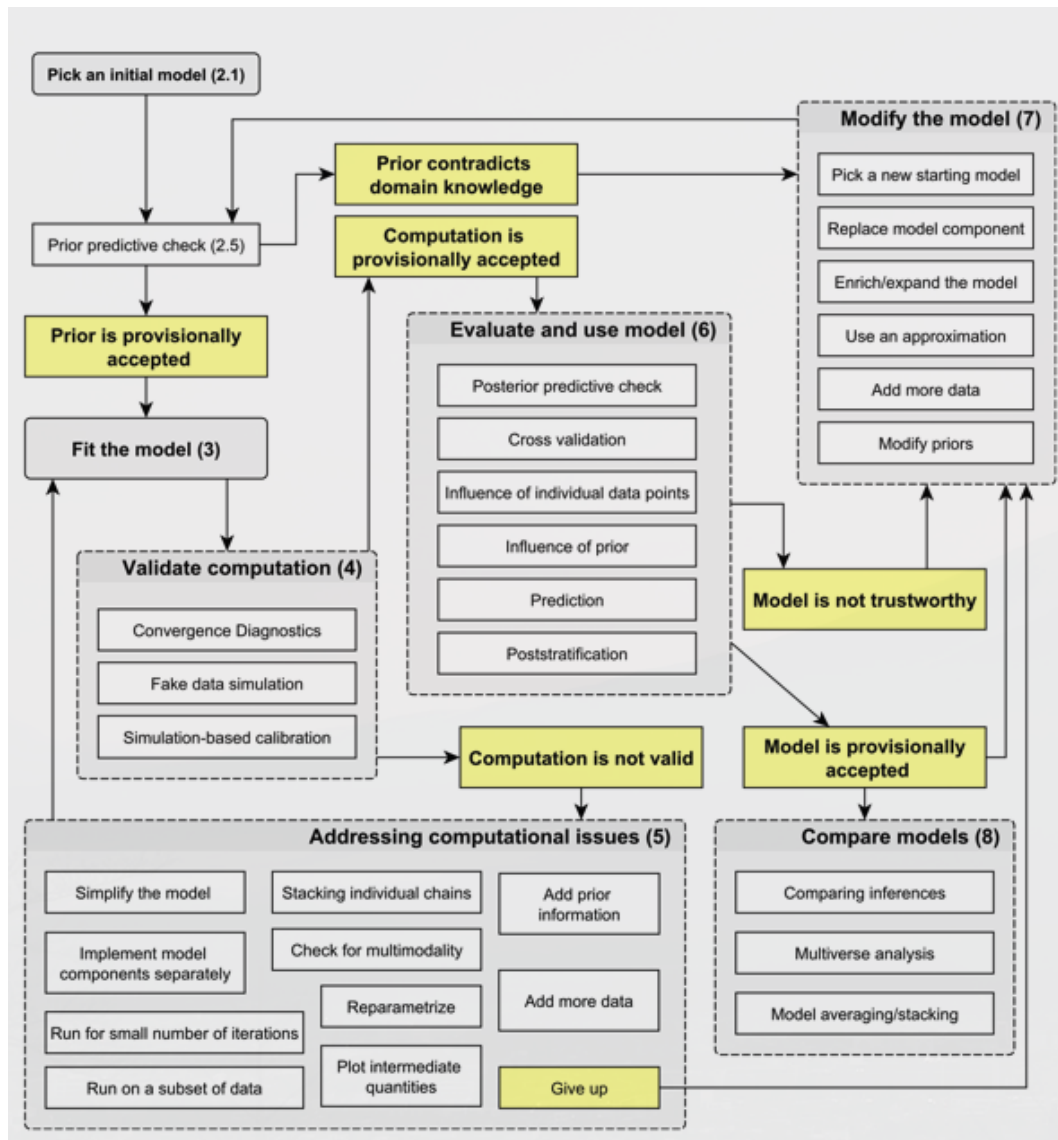 Pick an initial model (2.1)
Prior predictive check (2.5)
Prior is provisionally
accepted
Fit the model (3)
Prior contradicts
domain knowledge
Computation is
provisionally accepted
Validate computation (4)
Convergence Diagnostics
Fake data simulation
Simulation-based calibration
Evaluate and use model (6)
Posterior predictive check
Cross validation
Influence of individual data points
Influence of prior
Prediction
Poststratification
Modify the model (7)
Pick a new starting model
Replace model component
Enrich/expand the model
Use an approximation
Add more data
Modify priors
Model is not trustworthy
Model is provisionally
accepted
Computation is not valid
Addressing computational issues (5)
Simplify the model
Implement model
components separately
Run for small number of iterations
Run on a subset of data
Stacking individual chains
Check for multimodality
Reparametrize
Plot intermediate
quantities
Add prior
information
Add more data
Give up
Compare models (8)
Comparing inferences
Multiverse analysis
Model averaging/stacking